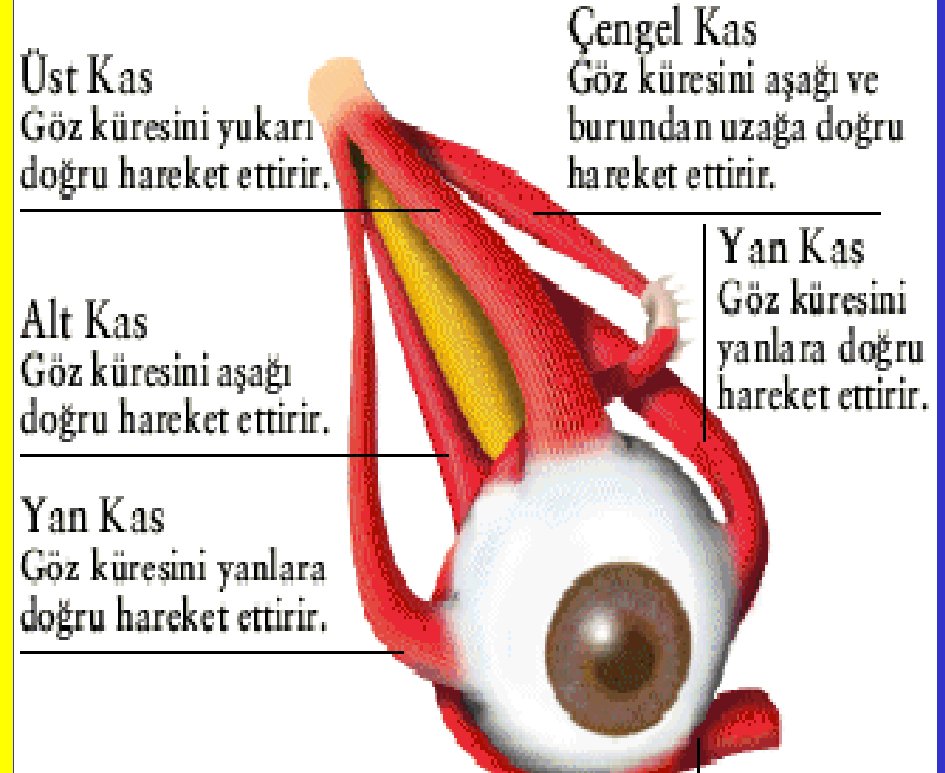 Üst Kas
Göz küresini yukarı
doğru hareket ettirir.
Çengel Kas
Göz küresini aşağı ve
burundan uzağa doğru
hareket ettirir.
Yan Kas
Göz küresini
yanlara doğru
hareket ettirir.
Alt Kas
Göz küresini aşağı
doğru hareket ettirir.
Yan Kas
Göz küresini yanlara
doğru hareket ettirir.